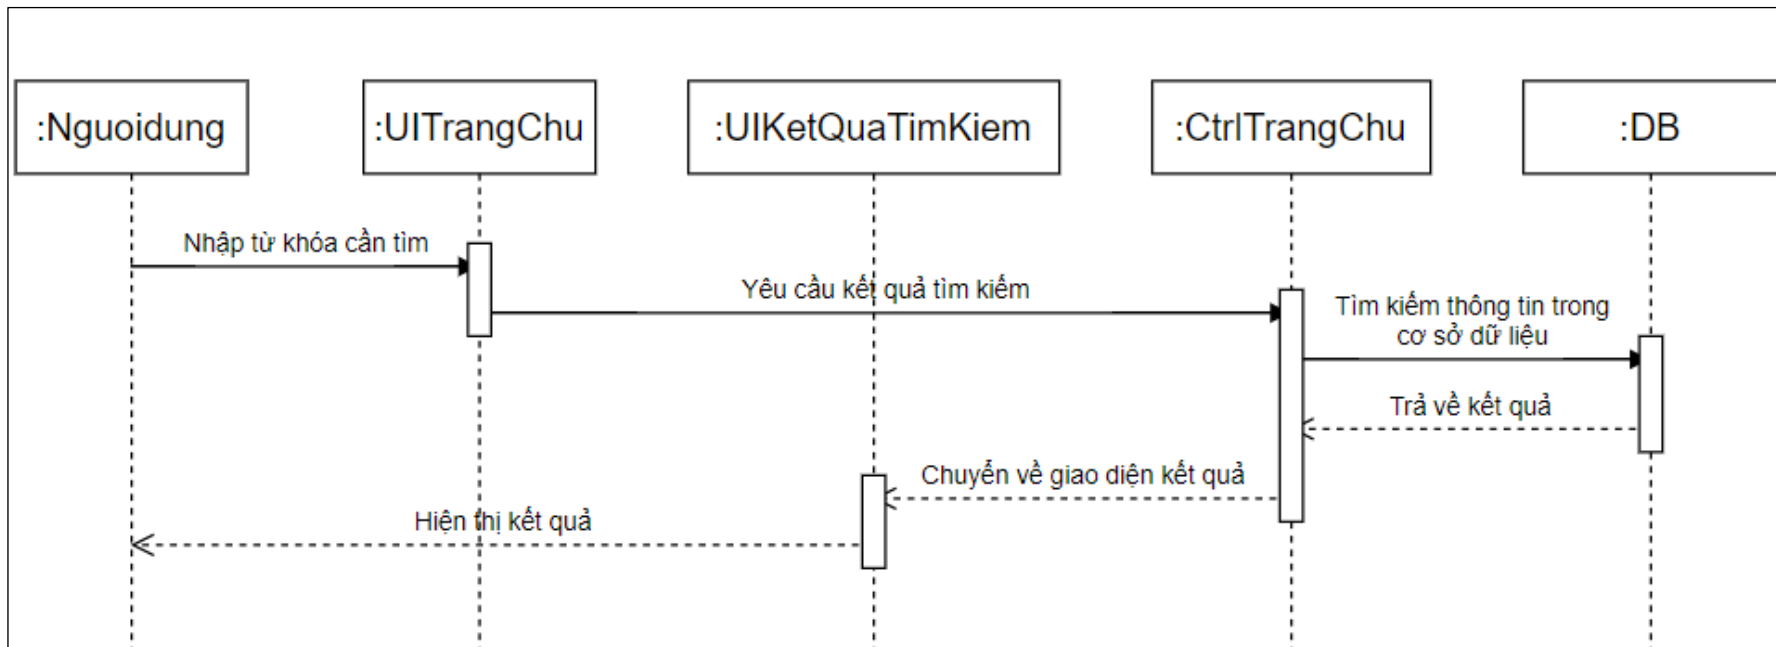 :Nguoidung
:UITrangChu
:UIKetQuaTimKiem
:CtrlTrangChu
:DB
Nhập từ khóa cần tìm
Yêu cầu kết quả tìm kiếm
Tìm kiếm thông tin trong
cơ sở dữ liệu
Trả về kết quả
Chuyển về giao diện kết quả
Hiện thị kết quả